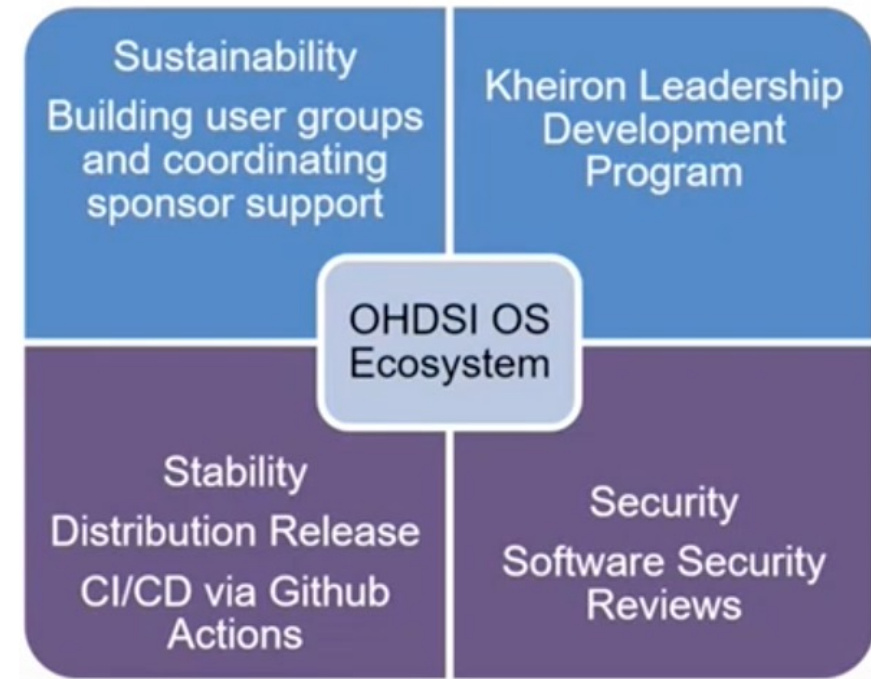 Sustainability
Building user groups
and coordinating
sponsor support
Kheiron Leadership
Development
Program
OHDSI OS
Ecosystem
Stability
Distribution Release
CI/CD via Github
Actions
Security
Software Security
Reviews